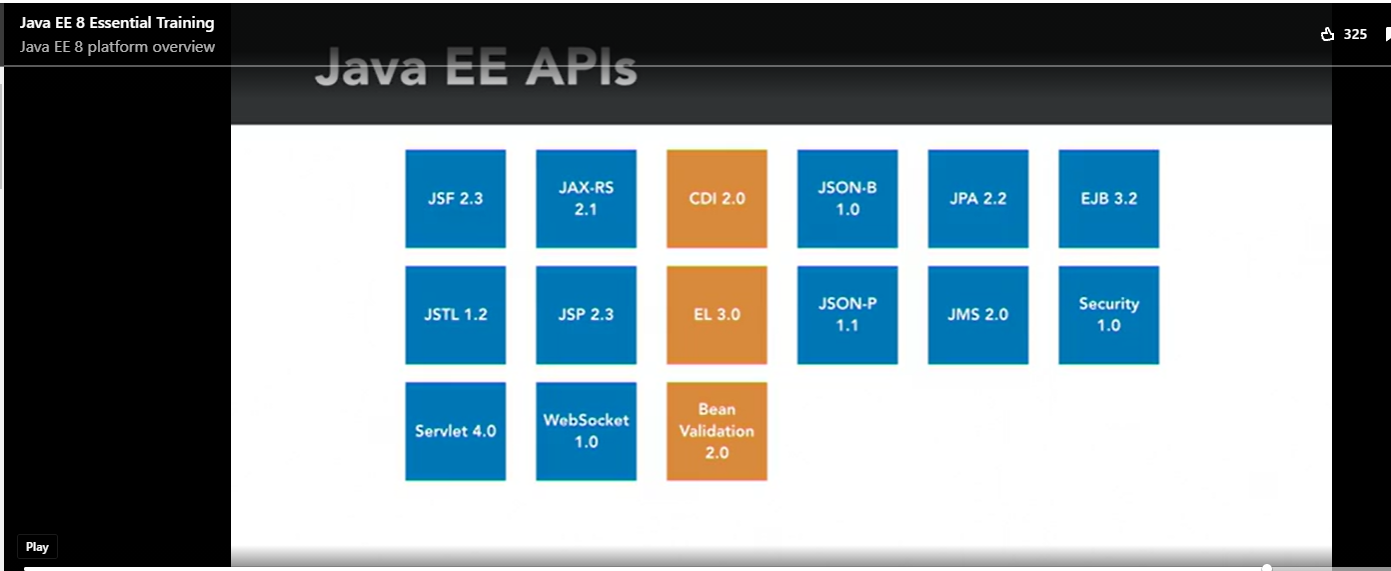 Java EE 8 Essential Training
Java EE 8 platform overview
325
Java EE APIs
JSF 2.3
JAX-RS
2.1
CDI 2.0
JSON-B
1.0
JPA 2.2
EJB 3.2
JSTL 1.2
JSP 2.3
EL 3.0
JSON-P
1.1
JMS 2.0
Security
1.0
Servlet 4.0
WebSocket
1.0
Bean
Validation
2.0
Play